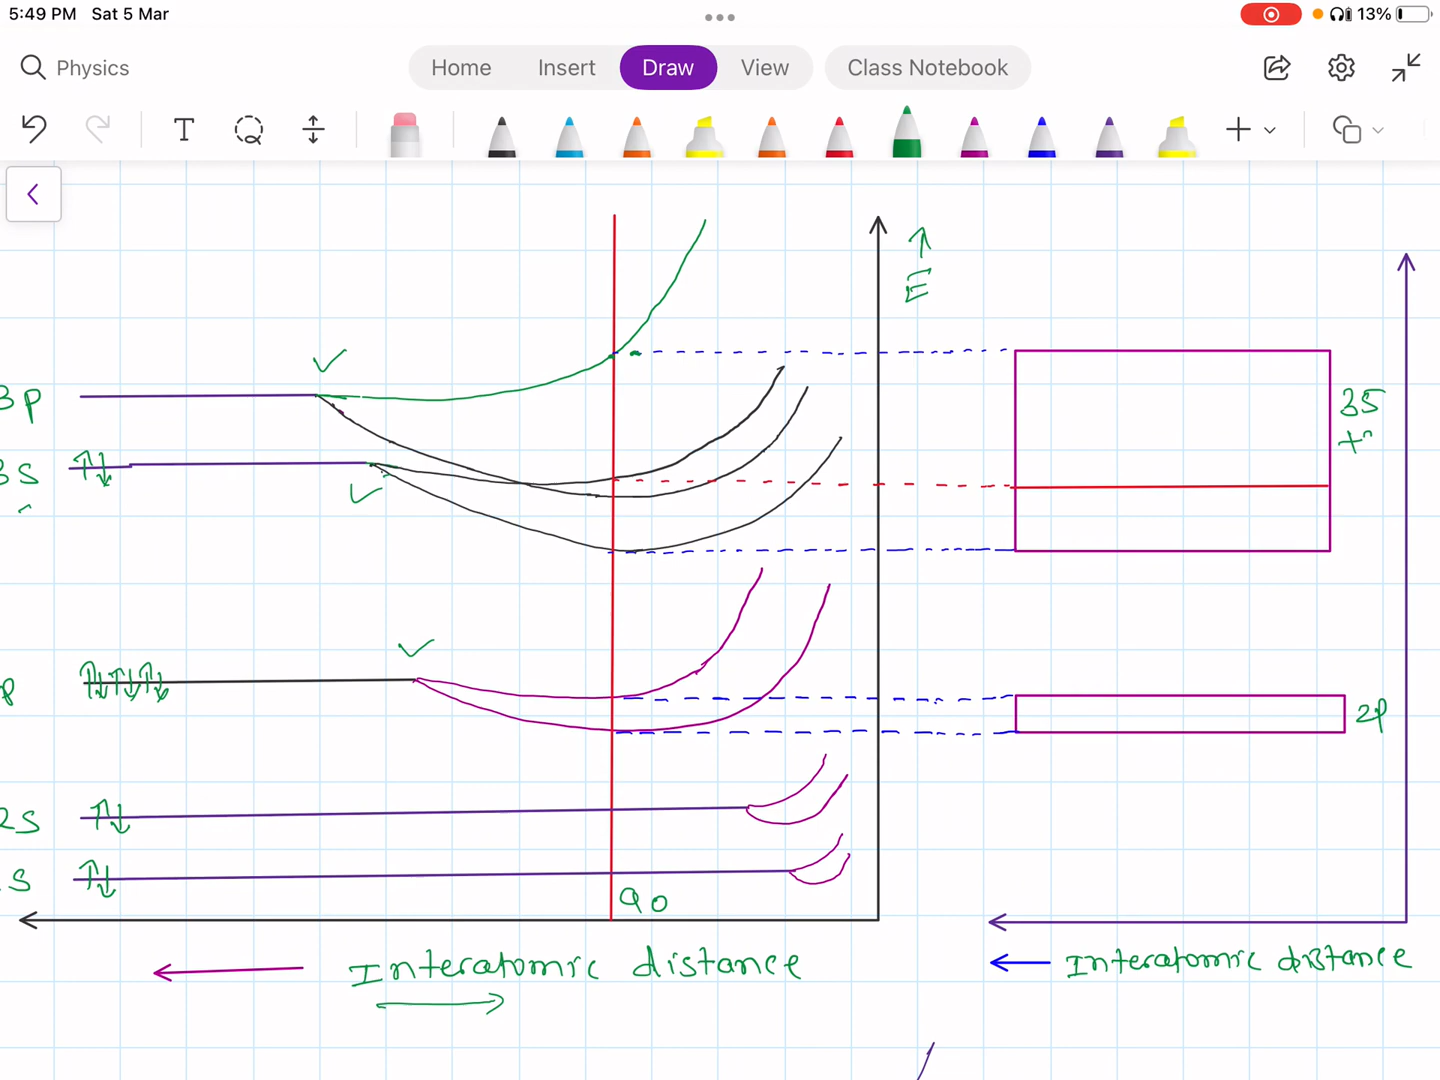 5:49 PM Sat 5 Mar
13%
Physics
Home Insert Draw View Class Notebook
T
E
3p
3S
3S
+
p
2p
2S
S
a0
Interatomic distance
Interatomic distance